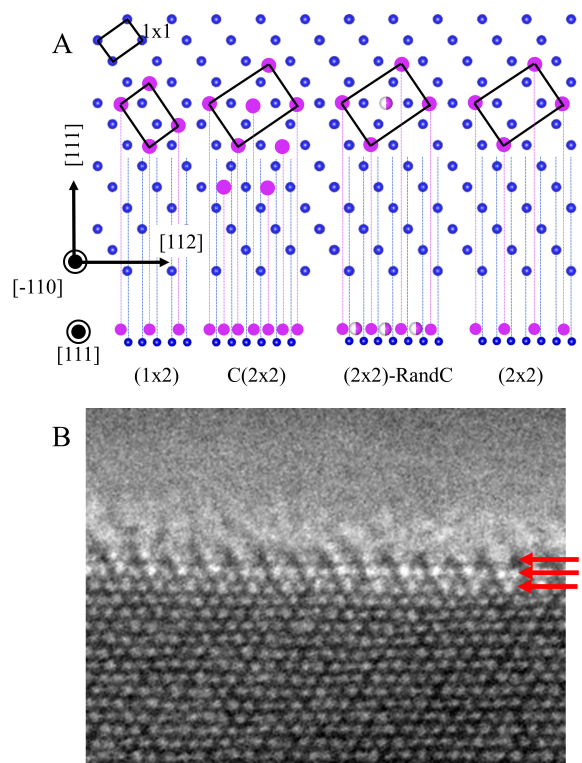 A
1x1
[111]
[112]
[-110]
[111]
(1x2)
C(2x2)
(2x2)-RandC
(2x2)
B